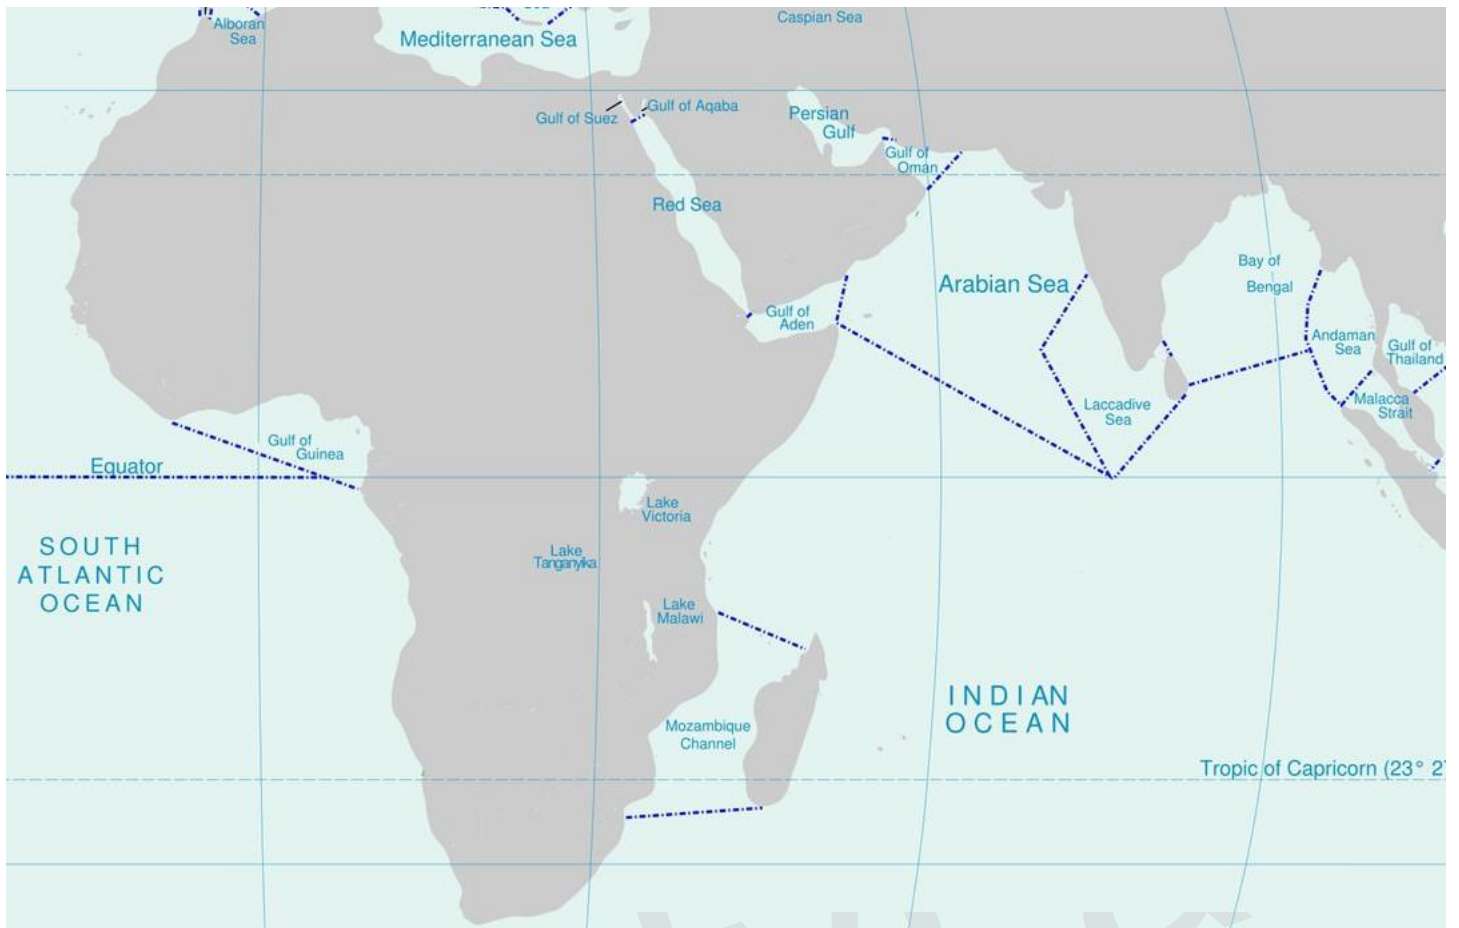 Alboran
Sea
Mediterranean Sea
Caspian Sea
Gulf of Suez
Gulf of Aqaba
Persian
Gulf
Gulf of
Oman
Red Sea
Arabian Sea
Bay of
Bengal
Gulf of
Aden
Andaman
Sea
Gulf of
Thailand
Laccadive
Sea
Malacca
Strait
Gulf of
Guinea
Equator
Lake
Victoria
SOUTH
ATLANTIC
OCEAN
Lake
Tanganyika
Lake
Malawi
INDIAN
OCEAN
Mozambique
Channel
Tropic of Capricorn (23° 2